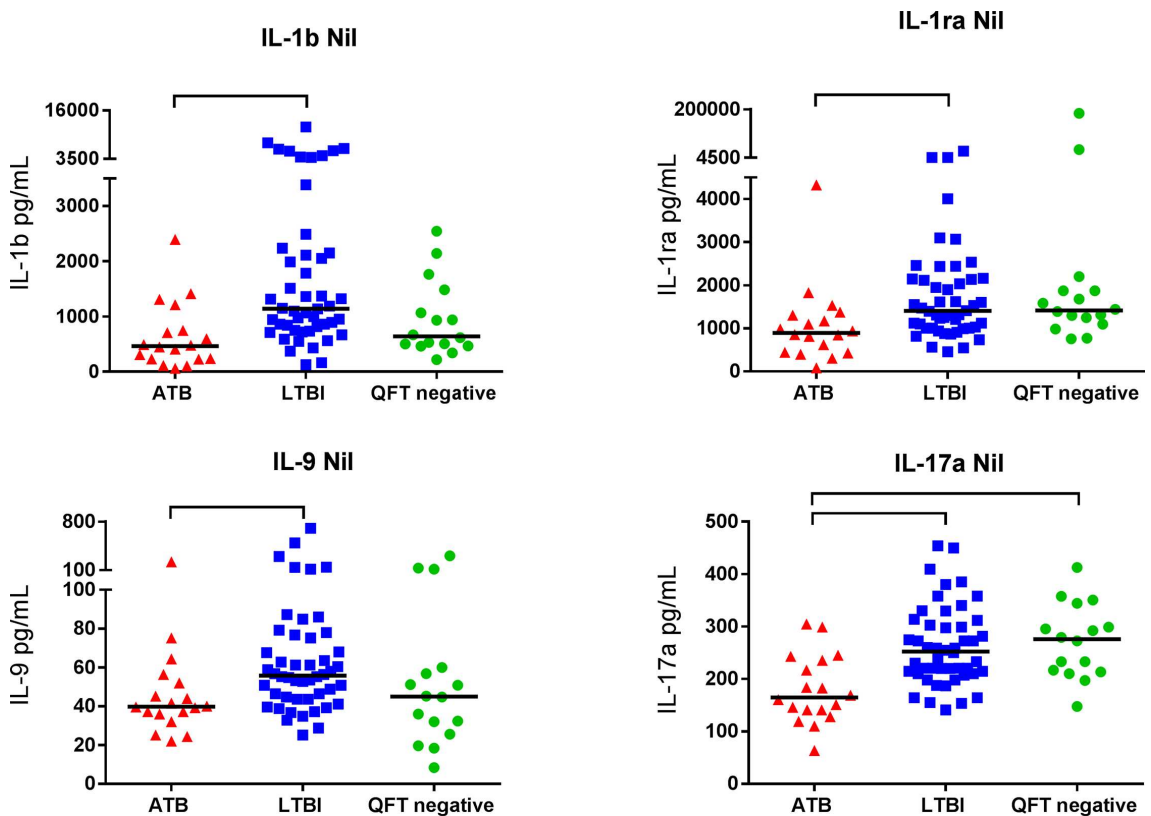 IL-1b Nil
IL-1b pg/mL
16000
3500
3000
2000
1000
0
ATB
LTBI
QFT negative
IL-1ra Nil
IL-1ra pg/mL
200000
4500
4000
3000
2000
1000
0
ATB
LTBI
QFT negative
IL-9 Nil
IL-9 pg/mL
800
100
100
80
60
40
20
0
ATB
LTBI
QFT negative
IL-17a Nil
IL-17a pg/mL
500
400
300
200
100
0
ATB
LTBI
QFT negative